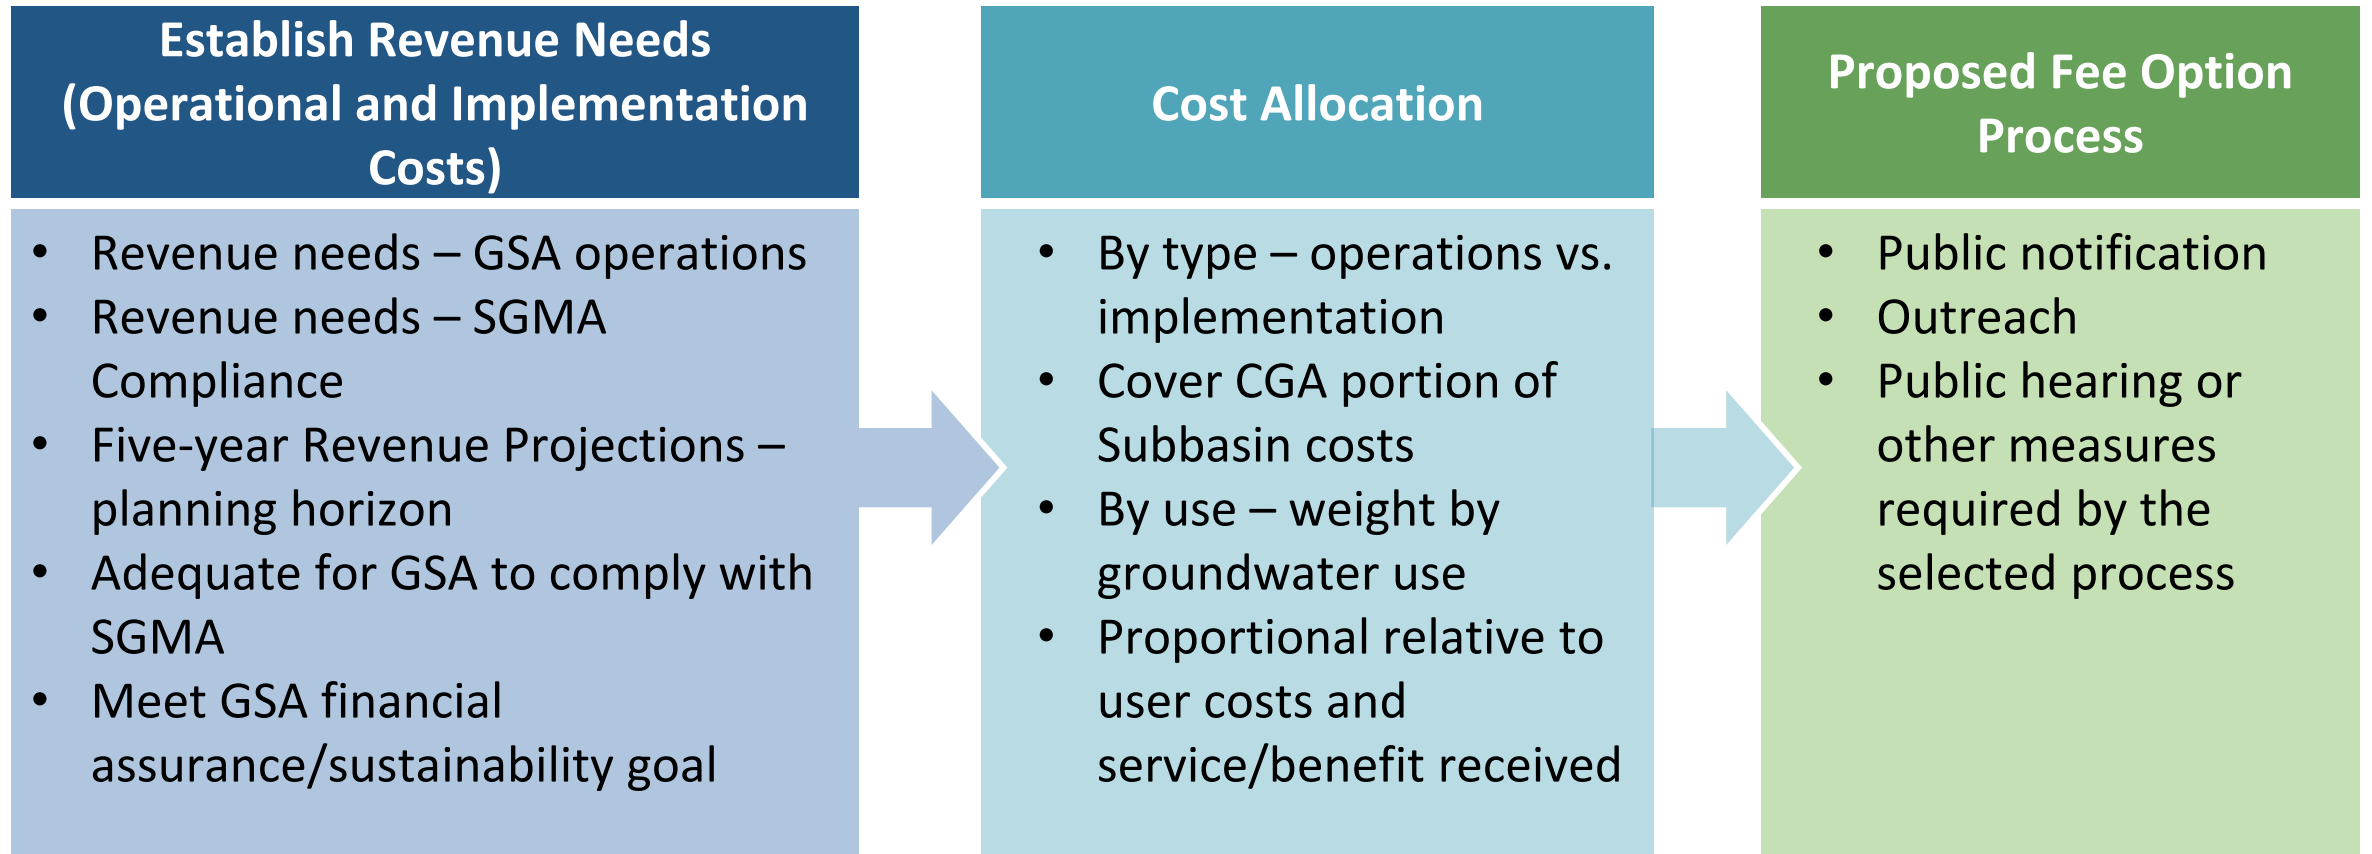 Establish Revenue Needs
(Operational and Implementation
Costs)
• Revenue needs – GSA operations
• Revenue needs – SGMA
Compliance
• Five-year Revenue Projections –
planning horizon
• Adequate for GSA to comply with
SGMA
• Meet GSA financial
assurance/sustainability goal
Cost Allocation
• By type – operations vs.
implementation
• Cover CGA portion of
Subbasin costs
• By use – weight by
groundwater use
• Proportional relative to
user costs and
service/benefit received
Proposed Fee Option
Process
• Public notification
• Outreach
• Public hearing or
other measures
required by the
selected process